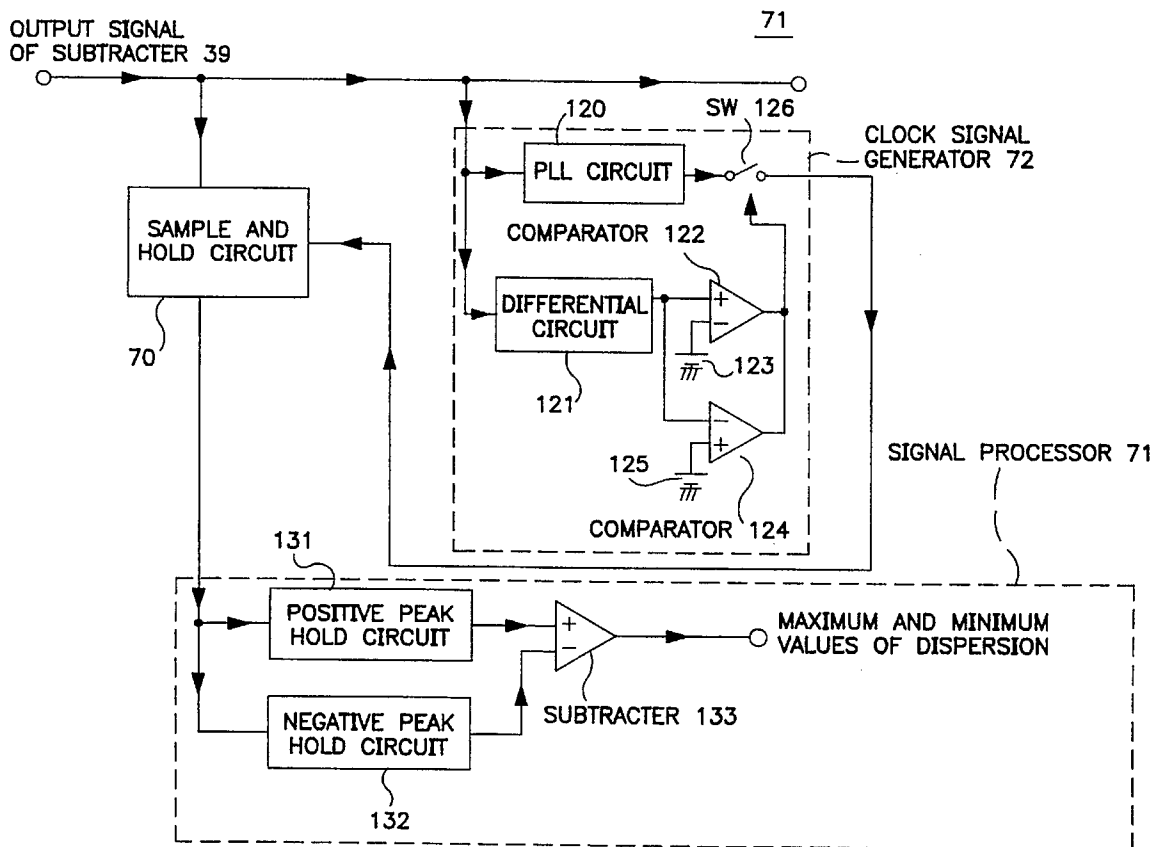 71
OUTPUT SIGNAL
OF SUBTRACTER 39
120
SW 126
PLL CIRCUIT
CLOCK SIGNAL
GENERATOR 72
SAMPLE AND
HOLD CIRCUIT
COMPARATOR 122
+
−
DIFFERENTIAL
CIRCUIT
70
123
121
−
+
125
SIGNAL PROCESSOR 71
COMPARATOR 124
131
POSITIVE PEAK
HOLD CIRCUIT
+
−
MAXIMUM AND MINIMUM
VALUES OF DISPERSION
SUBTRACTER 133
NEGATIVE PEAK
HOLD CIRCUIT
132